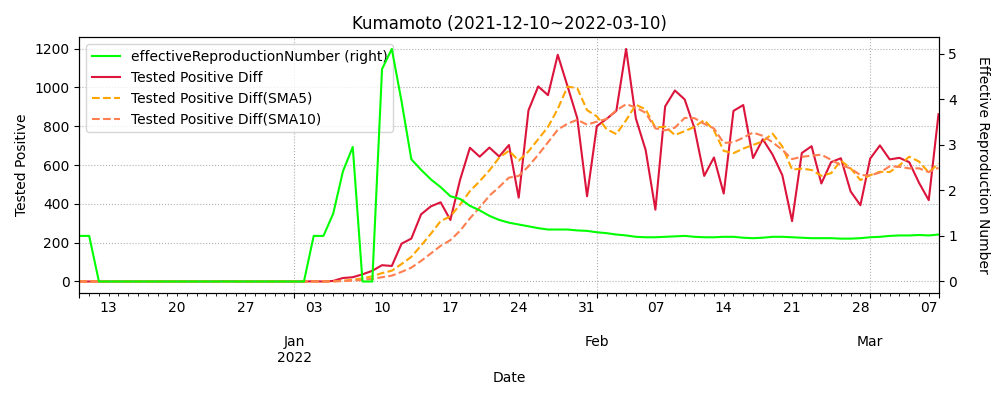 Kumamoto (2021-12-10~2022-03-10)
effectiveReproductionNumber (right)
Tested Positive Diff
Tested Positive Diff(SMA5)
Tested Positive Diff(SMA10)
Tested Positive
1200
1000
800
600
400
200
0
Effective Reproduction Number
5
4
3
2
1
0
13 20 27 03 10 17 24 31 07 14 21 28 07
Jan Feb Mar
2022
Date